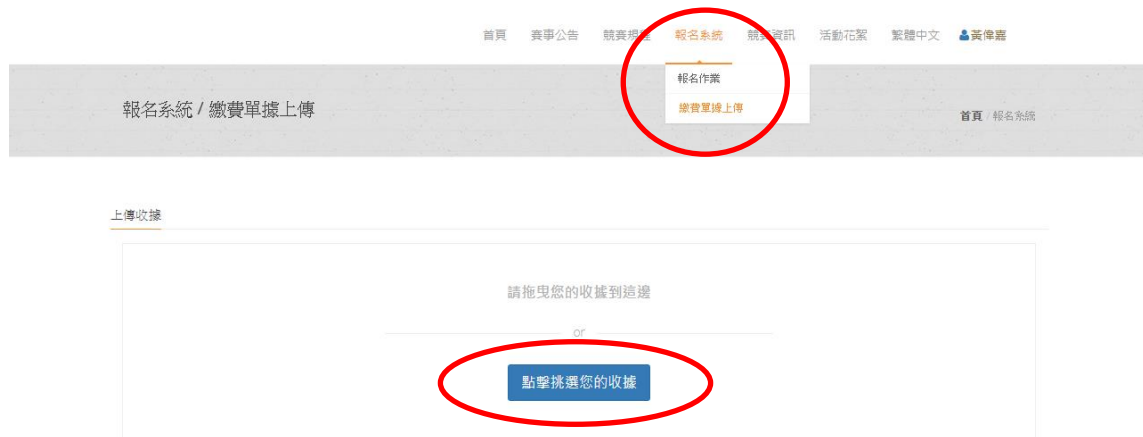 首頁 賽事公告 競賽規程 報名系統 競賽資訊 活動花絮 繁體中文 黃偉嘉
報名作業
繳費單據上傳
報名系統 / 繳費單據上傳
首頁 / 報名系統
上傳收據
請拖曳您的收據到這邊
or
點擊挑選您的收據